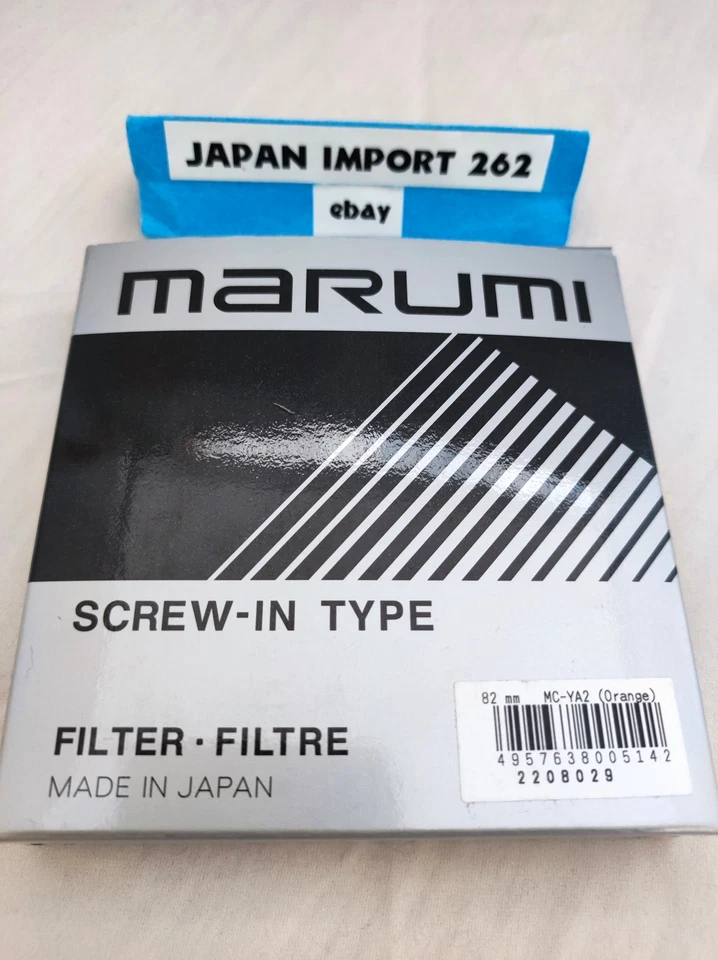 JAPAN IMPORT 262
ebay
maRUMI
SCREW-IN TYPE
82 mm MC-YA2 (Orange)
4957638005142
2208029
FILTER · FILTRE
MADE IN JAPAN